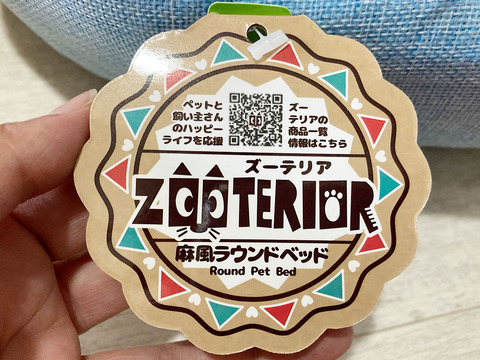 ペットと
飼い主さん
のハッピー
ライフを応援
ズー
テリアの
商品一覧
情報はこちら
ズーテリア
ZOOTERIOR
麻風ラウンドベッド
Round Pet Bed